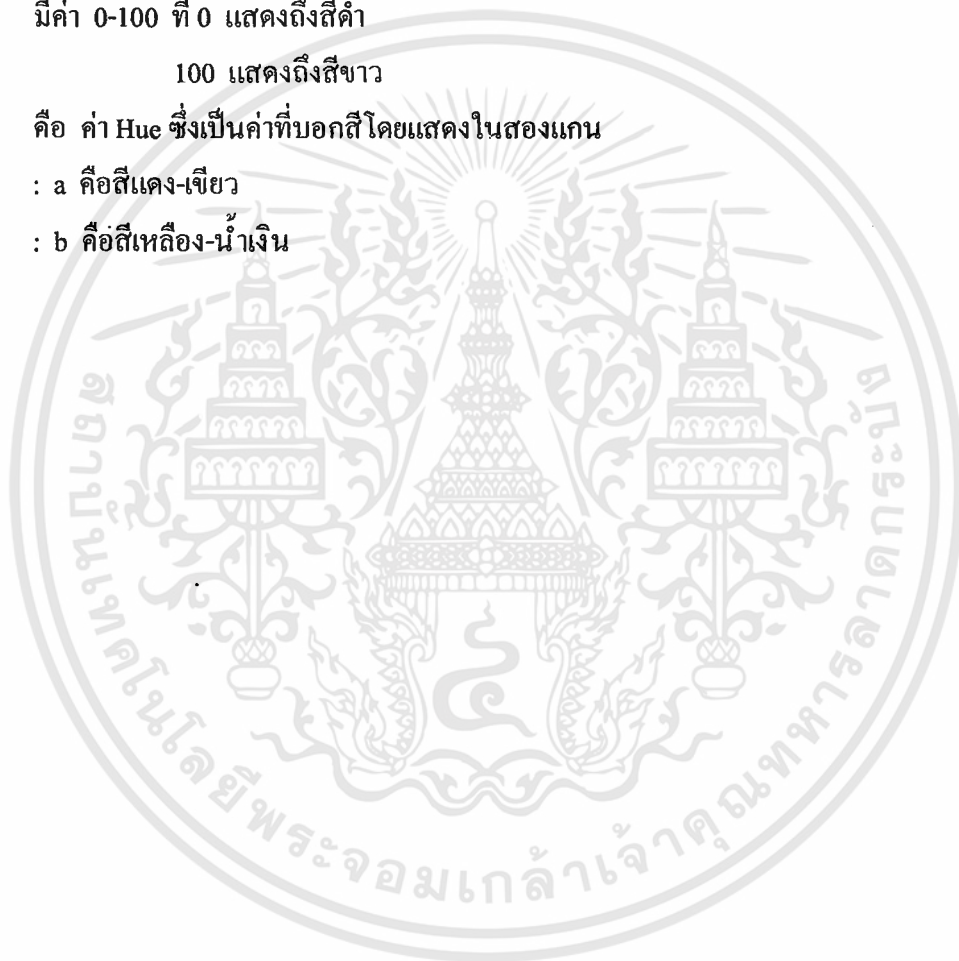 มีค่า 0-100 ที่ 0 แสดงถึงสีดำ
100 แสดงถึงสีขาว
คือ ค่า Hue ซึ่งเป็นค่าที่บอกสีโดยแสดงในสองแกน
: a คือสีแดง-เขียว
: b คือสีเหลือง-น้ำเงิน
สถาบันเทคโนโลยีพระจอมเกล้าเจ้าคุณทหารลาดกระบัง